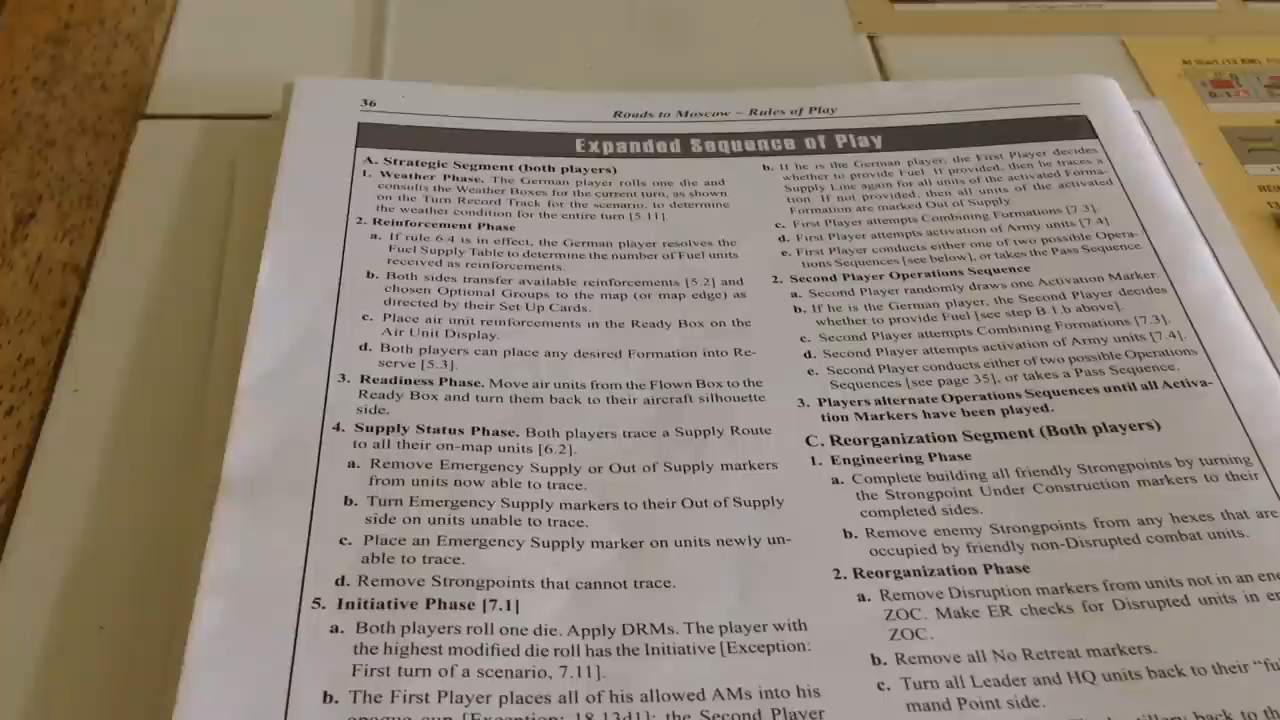 36
Roads to Moscow – Rules of Play
Expanded Sequence of Play
A. Strategic Segment (both players)
1. Weather Phase. The German player rolls one die and
consults the Weather Boxes for the current turn, as shown
on the Turn Record Track for the scenario, to determine
the weather condition for the entire turn [5.11].
2. Reinforcement Phase
a. If rule 6.4 is in effect, the German player resolves the
Fuel Supply Table to determine the number of Fuel units
received as reinforcements.
b. Both sides transfer available reinforcements [5.2] and
chosen Optional Groups to the map (or map edge) as
directed by their Set Up Cards.
c. Place air unit reinforcements in the Ready Box on the
Air Unit Display.
d. Both players can place any desired Formation into Re-
serve [5.3].
3. Readiness Phase. Move air units from the Flown Box to the
Ready Box and turn them back to their aircraft silhouette
side.
4. Supply Status Phase. Both players trace a Supply Route
to all their on-map units [6.2].
a. Remove Emergency Supply or Out of Supply markers
from units now able to trace.
b. Turn Emergency Supply markers to their Out of Supply
side on units unable to trace.
c. Place an Emergency Supply marker on units newly un-
able to trace.
d. Remove Strongpoints that cannot trace.
5. Initiative Phase [7.1]
a. Both players roll one die. Apply DRMs. The player with
the highest modified die roll has the Initiative [Exception:
First turn of a scenario, 7.11].
b. The First Player places all of his allowed AMs into his
opaque cup [Exception: 18.13d1]; the Second Player
b. If he is the German player, the First Player decides
whether to provide Fuel. If provided, then he traces a
Supply Line again for all units of the activated Forma-
tion. If not provided, then all units of the activated
Formation are marked Out of Supply.
c. First Player attempts Combining Formations [7.3].
d. First Player attempts activation of Army units [7.4].
e. First Player conducts either one of two possible Opera-
tions Sequences [see below], or takes the Pass Sequence.
2. Second Player Operations Sequence
a. Second Player randomly draws one Activation Marker.
b. If he is the German player, the Second Player decides
whether to provide Fuel [see step B.1.b above].
c. Second Player attempts Combining Formations [7.3].
d. Second Player attempts activation of Army units [7.4].
e. Second Player conducts either of two possible Operations
Sequences [see page 35], or takes a Pass Sequence.
3. Players alternate Operations Sequences until all Activa-
tion Markers have been played.
C. Reorganization Segment (Both players)
1. Engineering Phase
a. Complete building all friendly Strongpoints by turning
the Strongpoint Under Construction markers to their
completed sides.
b. Remove enemy Strongpoints from any hexes that are
occupied by friendly non-Disrupted combat units.
2. Reorganization Phase
a. Remove Disruption markers from units not in an ene
ZOC. Make ER checks for Disrupted units in en
ZOC.
b. Remove all No Retreat markers.
c. Turn all Leader and HQ units back to their “fu
mand Point side.
back to th